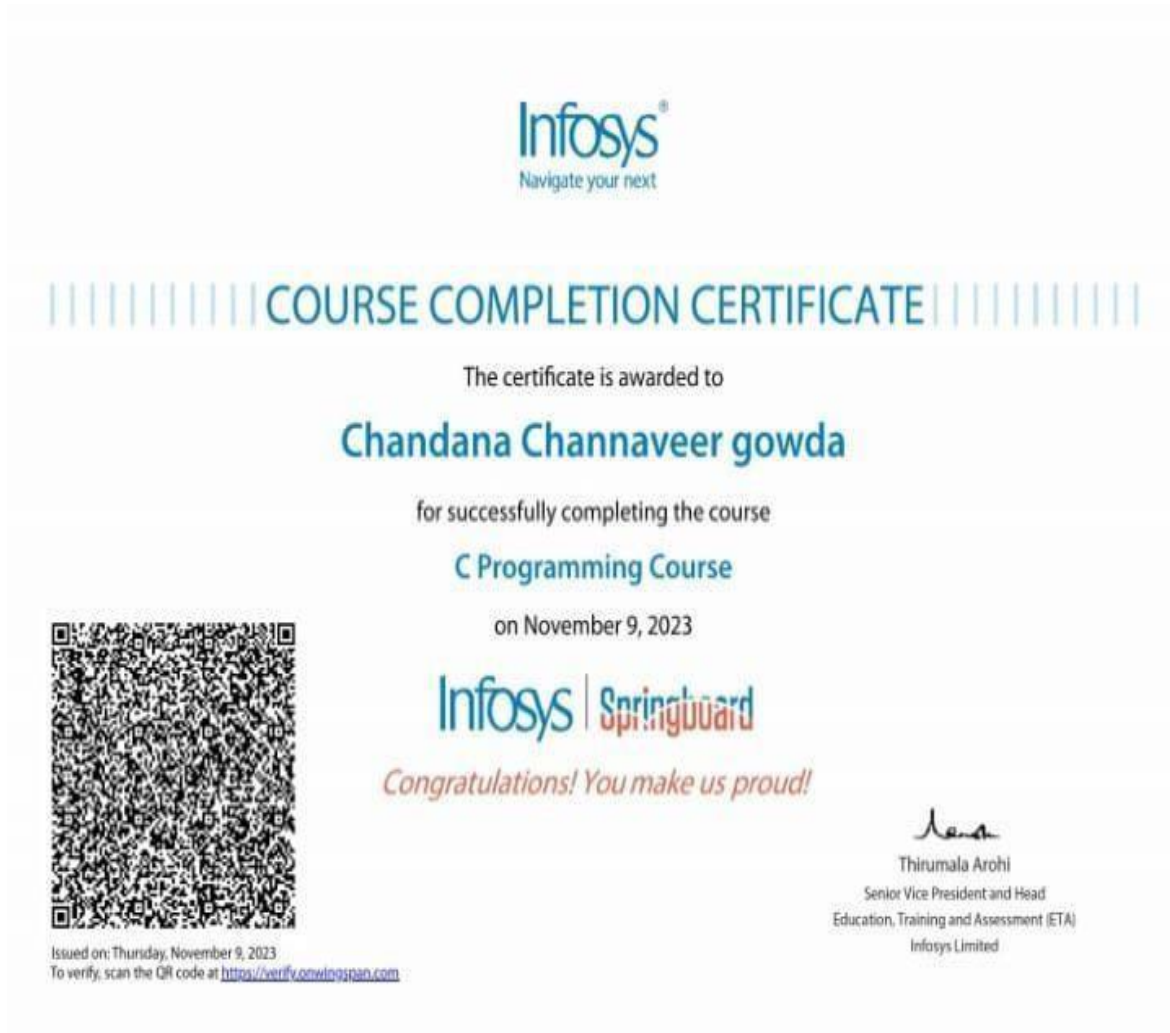 Infosys®
Navigate your next
COURSE COMPLETION CERTIFICATE
The certificate is awarded to
Chandana Channaveer gowda
for successfully completing the course
C Programming Course
on November 9, 2023
Infosys | Springboard
Congratulations! You make us proud!
Thirumala Arohi
Senior Vice President and Head
Education, Training and Assessment (ETA)
Infosys Limited
Issued on: Thursday, November 9, 2023
To verify, scan the QR code at https://verify.onwingspan.com